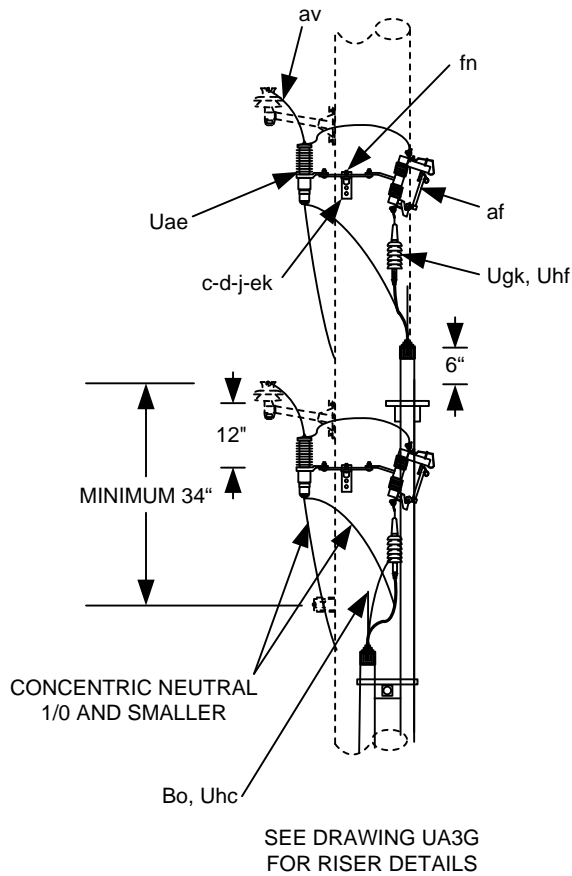 av
fn
Uae
af
c-d-j-ek
Ugk, Uhf
6“
12"
MINIMUM 34“
CONCENTRIC NEUTRAL
1/0 AND SMALLER
Bo, Uhc
SEE DRAWING UA3G
FOR RISER DETAILS